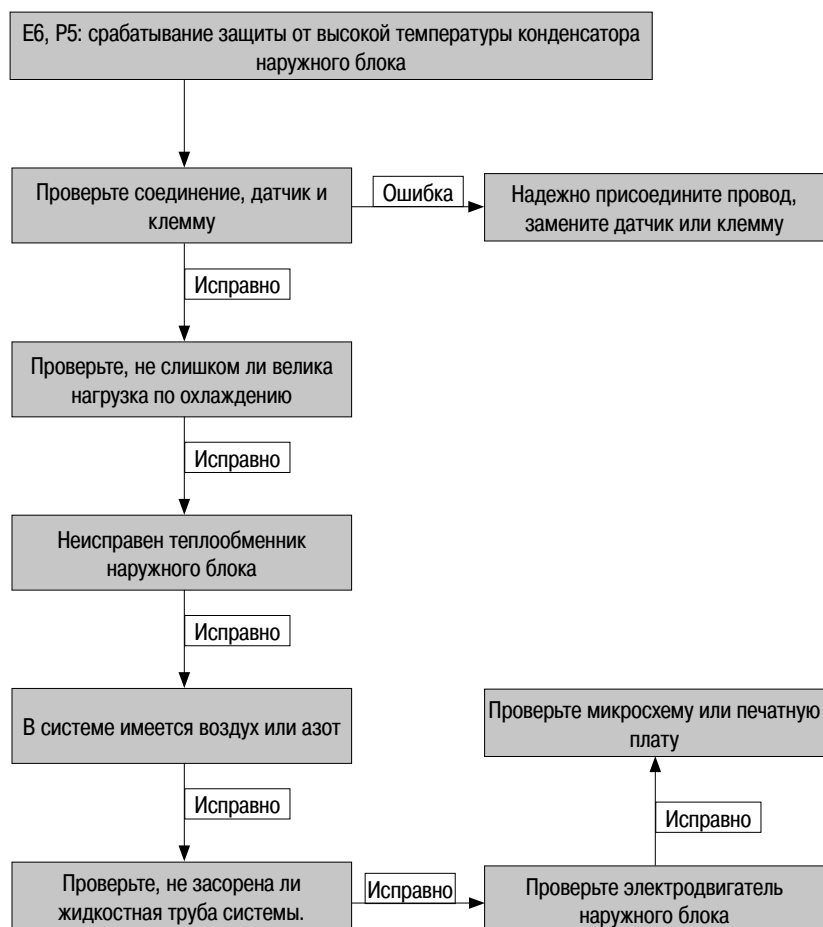 E6, P5: срабатывание защиты от высокой температуры конденсатора
наружного блока
Проверьте соединение, датчик и
клемму
Ошибка
Надежно присоедините провод,
замените датчик или клемму
Исправно
Проверьте, не слишком ли велика
нагрузка по охлаждению
Исправно
Неисправен теплообменник
наружного блока
Исправно
В системе имеется воздух или азот
Проверьте микросхему или печатную
плату
Исправно
Исправно
Проверьте, не засорена ли
жидкостная труба системы.
Исправно
Проверьте электродвигатель
наружного блока